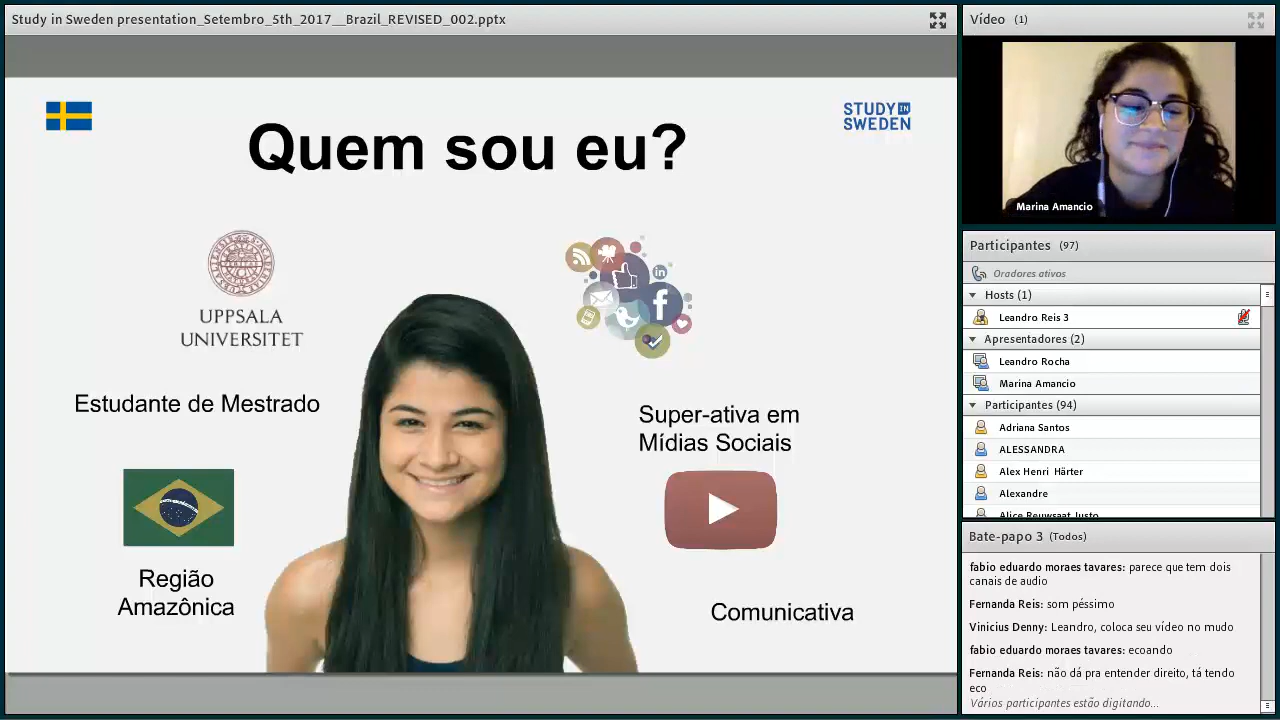 Study in Sweden presentation_Setembro_5th_2017__Brazil_REVISED_002.pptx
STUDY IN
SWEDEN
Quem sou eu?
UPPSALA
UNIVERSITET
Estudante de Mestrado
Super-ativa em
Mídias Sociais
Região
Amazônica
Comunicativa
Vídeo (1)
Marina Amancio
Participantes (97)
Oradores ativos
Hosts (1)
Leandro Reis 3
Apresentadores (2)
Leandro Rocha
Marina Amancio
Participantes (94)
Adriana Santos
ALESSANDRA
Alex Henri Härter
Alexandre
Alice Reuwsaat Justo
Bate-papo 3 (Todos)
fabio eduardo moraes tavares: parece que tem dois
canais de audio
Fernanda Reis: som péssimo
Vinicius Denny: Leandro, coloca seu vídeo no mudo
fabio eduardo moraes tavares: ecoando
Fernanda Reis: não dá pra entender direito, tá tendo
eco
Vários participantes estão digitando...